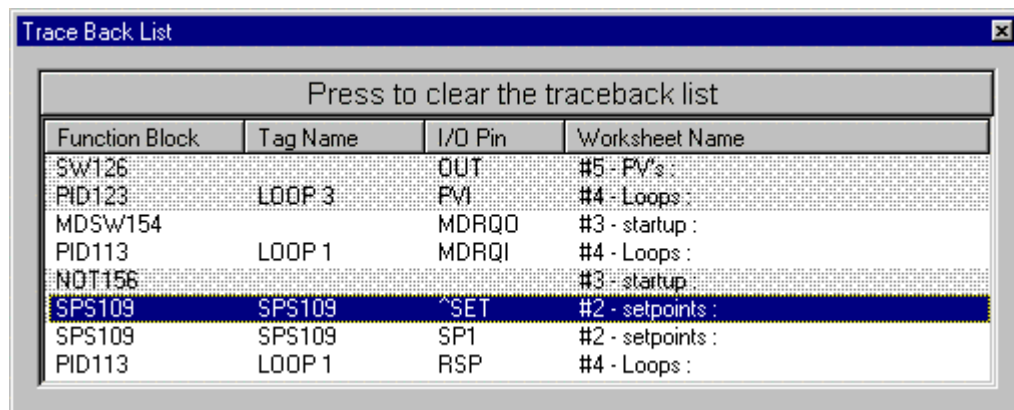 Trace Back List
Press to clear the traceback list
Function Block Tag Name I/O Pin Worksheet Name
SW126 OUT #5 - PV's :
PID123 LOOP 3 PVI #4 - Loops :
MDSW154 MDRQO #3 - startup :
PID113 LOOP 1 MDRQI #4 - Loops :
NOT156 #3 - startup :
SPS109 SPS109 ^SET #2 - setpoints :
SPS109 SPS109 SP1 #2 - setpoints :
PID113 LOOP 1 RSP #4 - Loops :